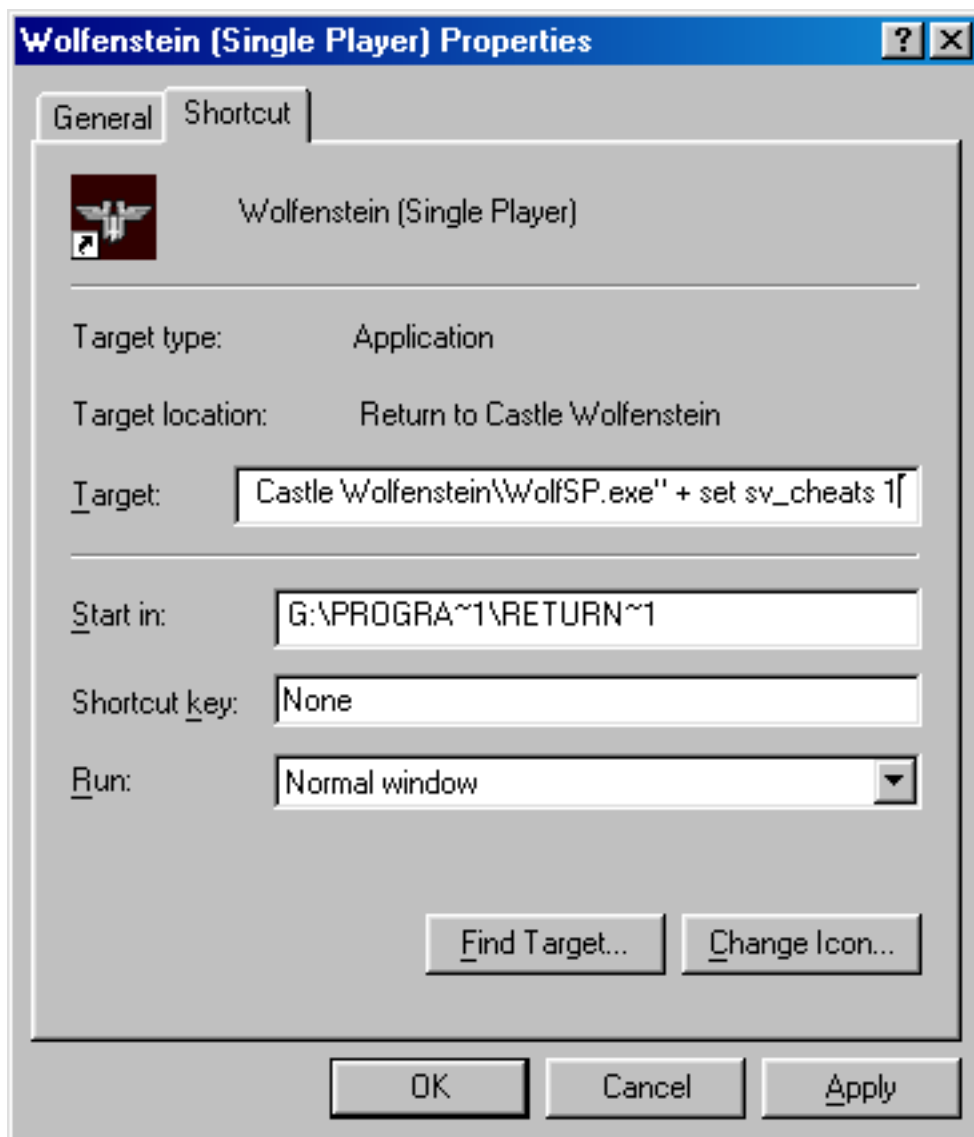 Wolfenstein (Single Player) Properties
General Shortcut
Wolfenstein (Single Player)
Target type: Application
Target location: Return to Castle Wolfenstein
Target: Castle Wolfenstein\WolfSP.exe" + set sv_cheats 1
Start in: G:\PROGRA~1\RETURN~1
Shortcut key: None
Run: Normal window
Find Target... Change Icon...
OK Cancel Apply